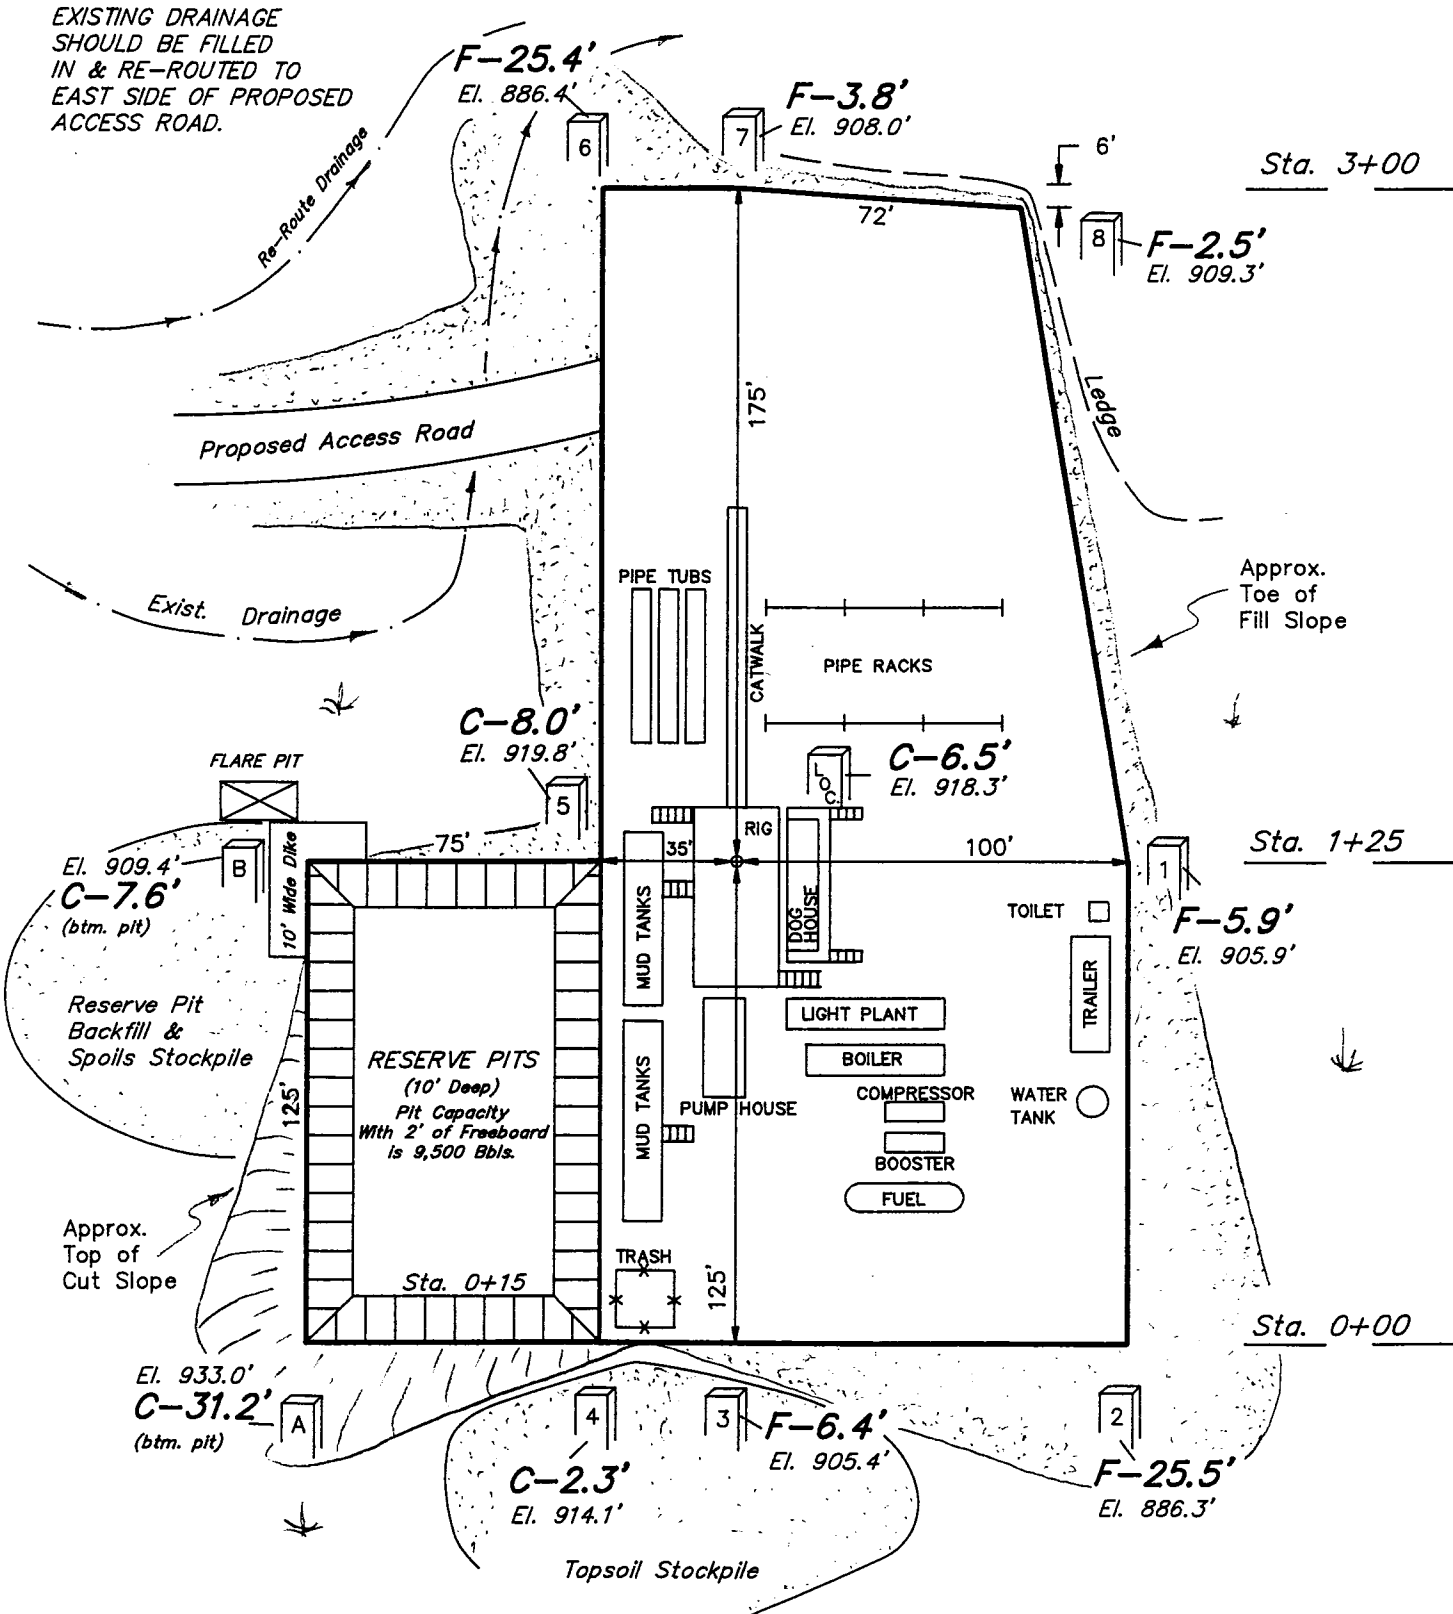 EXISTING DRAINAGE
SHOULD BE FILLED
IN & RE-ROUTED TO
EAST SIDE OF PROPOSED
ACCESS ROAD.
F-25.4'
El. 886.4'
6
F-3.8'
El. 908.0'
7
6'
Sta. 3+00
72'
8
F-2.5'
El. 909.3'
Re-Route Drainage
175'
Ledge
Proposed Access Road
Exist. Drainage
PIPE TUBS
CATWALK
PIPE RACKS
Approx.
Toe of
Fill Slope
C-8.0'
El. 919.8'
5
LOC.
C-6.5'
El. 918.3'
FLARE PIT
El. 909.4'
C-7.6'
(btm. pit)
B
10' Wide Dike
75'
35'
RIG
100'
Sta. 1+25
1
F-5.9'
El. 905.9'
MUD TANKS
DOG
HOUSE
TOILET
TRAILER
Reserve Pit
Backfill &
Spoils Stockpile
LIGHT PLANT
BOILER
RESERVE PITS
(10' Deep)
Pit Capacity
With 2' of Freeboard
is 9,500 Bbls.
125'
MUD TANKS
PUMP HOUSE
COMPRESSOR
BOOSTER
FUEL
WATER
TANK
Approx.
Top of
Cut Slope
Sta. 0+15
TRASH
125'
Sta. 0+00
El. 933.0'
C-31.2'
(btm. pit)
A
4
C-2.3'
El. 914.1'
3
F-6.4'
El. 905.4'
2
F-25.5'
El. 886.3'
Topsoil Stockpile